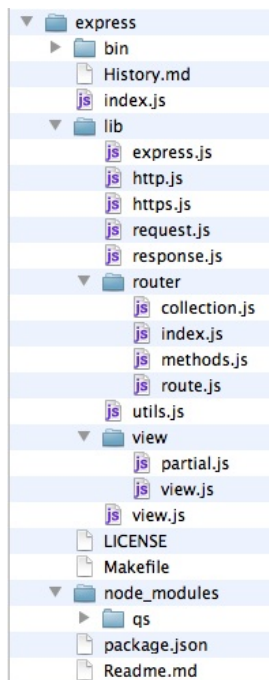 express
bin
History.md
js index.js
lib
js express.js
js http.js
js https.js
js request.js
js response.js
router
js collection.js
js index.js
js methods.js
js route.js
js utils.js
view
js partial.js
js view.js
js view.js
LICENSE
Makefile
node_modules
qs
package.json
Readme.md